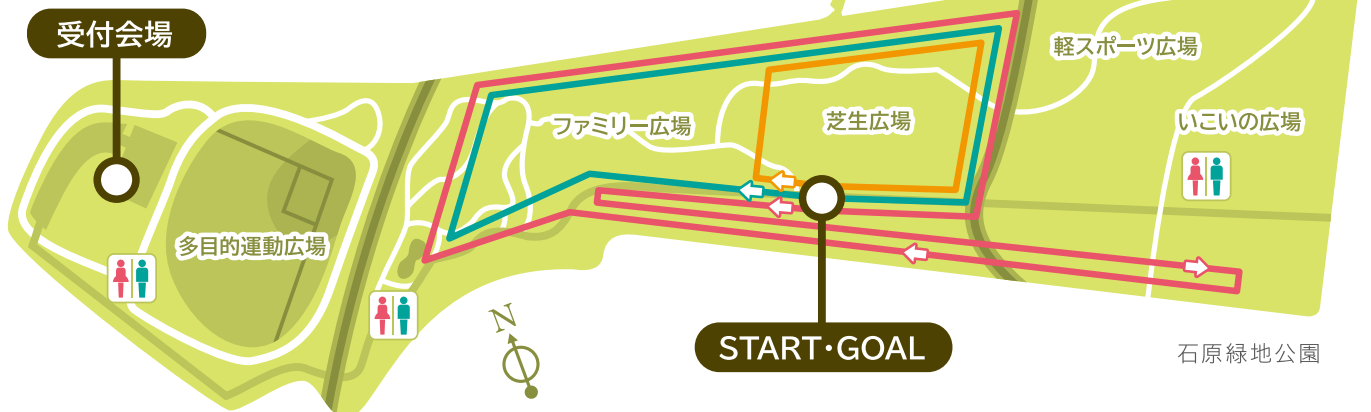 受付会場
軽スポーツ広場
ファミリー広場
芝生広場
いこいの広場
多目的運動広場
N
START・GOAL
石原緑地公園